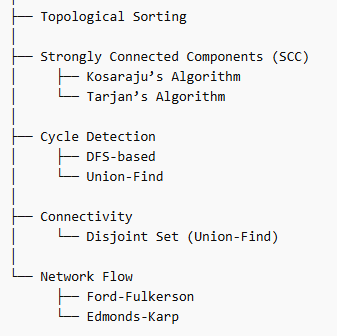 Topological Sorting
Strongly Connected Components (SCC)
Kosaraju’s Algorithm
Tarjan’s Algorithm
Cycle Detection
DFS-based
Union-Find
Connectivity
Disjoint Set (Union-Find)
Network Flow
Ford-Fulkerson
Edmonds-Karp